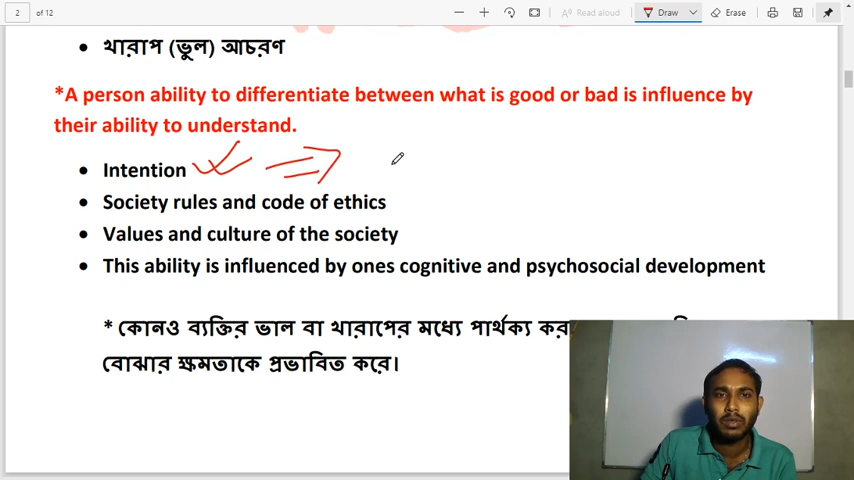 2 of 12 Read aloud Draw Erase
খারাপ (ভুল) আচরণ
*A person ability to differentiate between what is good or bad is influence by
their ability to understand.
Intention
Society rules and code of ethics
Values and culture of the society
This ability is influenced by ones cognitive and psychosocial development
* কোনও ব্যক্তির ভাল বা খারাপের মধ্যে পার্থক্য কর
বোঝার ক্ষমতাকে প্রভাবিত করে।